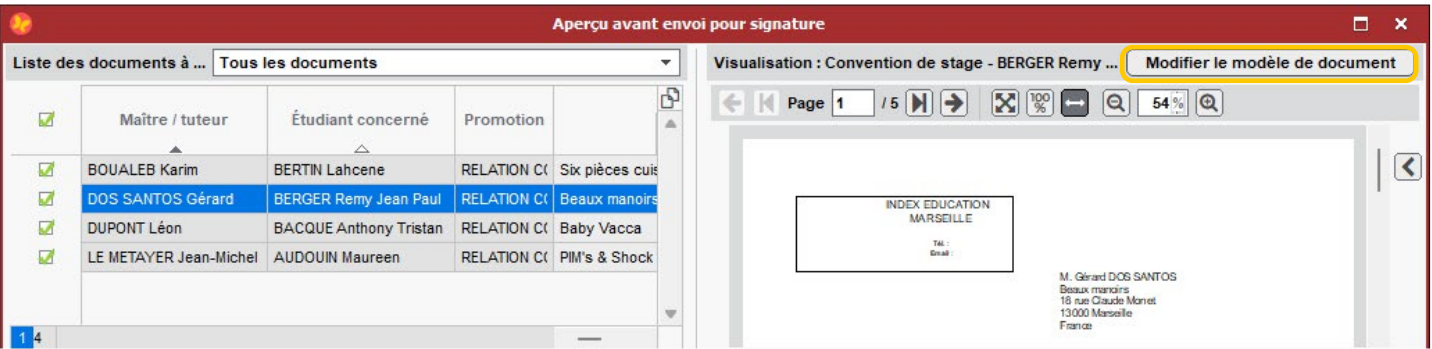 Aperçu avant envoi pour signature
Liste des documents à ... Tous les documents
Visualisation : Convention de stage - BERGER Remy ... Modifier le modèle de document
Page 1 / 5 100 % 54 %
Maître / tuteur Étudiant concerné Promotion
BOUALEB Karim BERTIN Lahcene RELATION C( Six pièces cuis
DOS SANTOS Gérard BERGER Remy Jean Paul RELATION C( Beaux manoirs
DUPONT Léon BACQUE Anthony Tristan RELATION C( Baby Vacca
LE METAYER Jean-Michel AUDOUIN Maureen RELATION C( PIM's & Shock
1 4
INDEX EDUCATION
MARSEILLE
Tél. :
Email :
M. Gérard DOS SANTOS
Beaux manoirs
18 rue Claude Monet
13000 Marseille
France